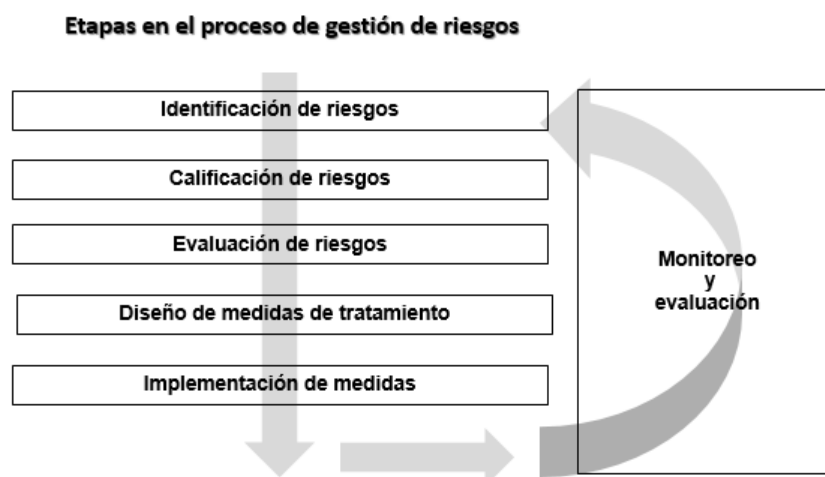 Etapas en el proceso de gestión de riesgos
Identificación de riesgos
Calificación de riesgos
Evaluación de riesgos
Diseño de medidas de tratamiento
Implementación de medidas
Monitoreo
y
evaluación